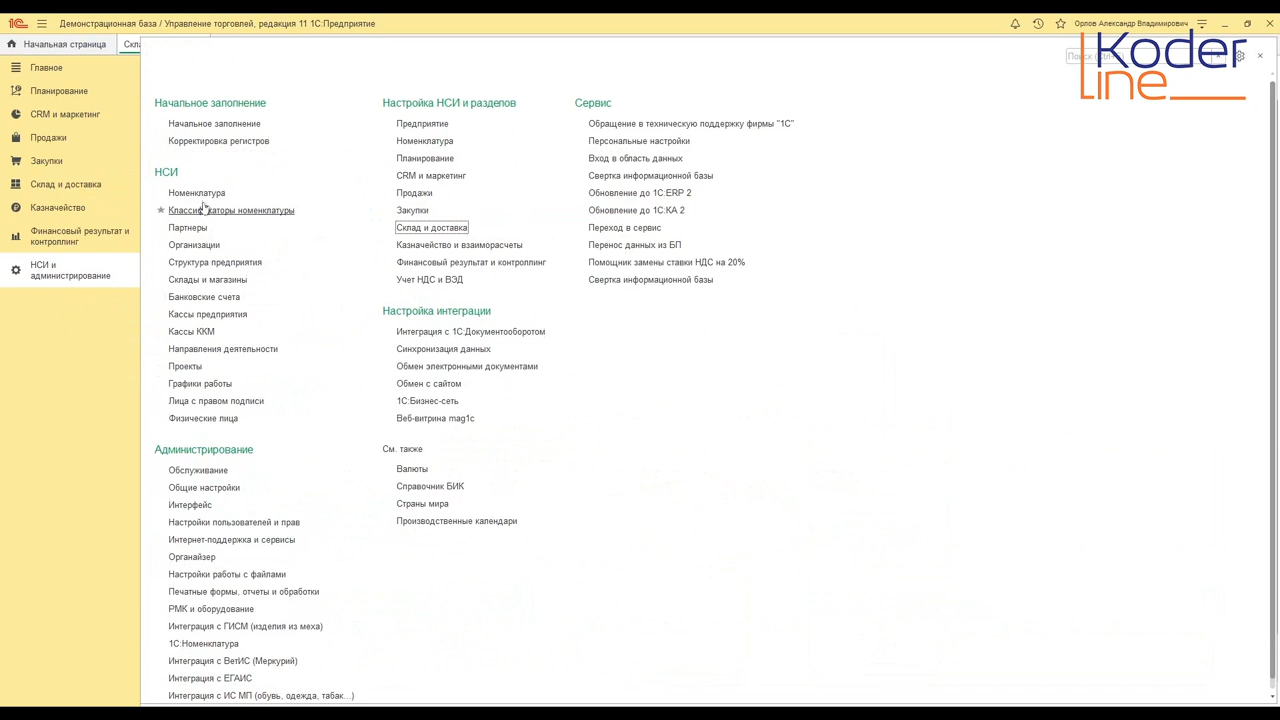 1С Демонстрационная база / Управление торговлей, редакция 11 1С:Предприятие
Орлов Александр Владимирович
Начальная страница
Скла
Поиск (Ctrl+F)
Koder
line
Главное
Планирование
CRM и маркетинг
Продажи
Закупки
Склад и доставка
Казначейство
Финансовый результат и
контроллинг
НСИ и
администрирование
Начальное заполнение
Начальное заполнение
Корректировка регистров
НСИ
Номенклатура
Классификаторы номенклатуры
Партнеры
Организации
Структура предприятия
Склады и магазины
Банковские счета
Кассы предприятия
Кассы ККМ
Направления деятельности
Проекты
Графики работы
Лица с правом подписи
Физические лица
Администрирование
Обслуживание
Общие настройки
Интерфейс
Настройки пользователей и прав
Интернет-поддержка и сервисы
Органайзер
Настройки работы с файлами
Печатные формы, отчеты и обработки
РМК и оборудование
Интеграция с ГИСМ (изделия из меха)
1С:Номенклатура
Интеграция с ВетИС (Меркурий)
Интеграция с ЕГАИС
Интеграция с ИС МП (обувь, одежда, табак...)
Настройка НСИ и разделов
Предприятие
Номенклатура
Планирование
CRM и маркетинг
Продажи
Закупки
Склад и доставка
Казначейство и взаиморасчеты
Финансовый результат и контроллинг
Учет НДС и ВЭД
Настройка интеграции
Интеграция с 1С:Документооборотом
Синхронизация данных
Обмен электронными документами
Обмен с сайтом
1С:Бизнес-сеть
Веб-витрина mag1c
См. также
Валюты
Справочник БИК
Страны мира
Производственные календари
Сервис
Обращение в техническую поддержку фирмы "1С"
Персональные настройки
Вход в область данных
Свертка информационной базы
Обновление до 1С:ERP 2
Обновление до 1С:КА 2
Переход в сервис
Перенос данных из БП
Помощник замены ставки НДС на 20%
Свертка информационной базы